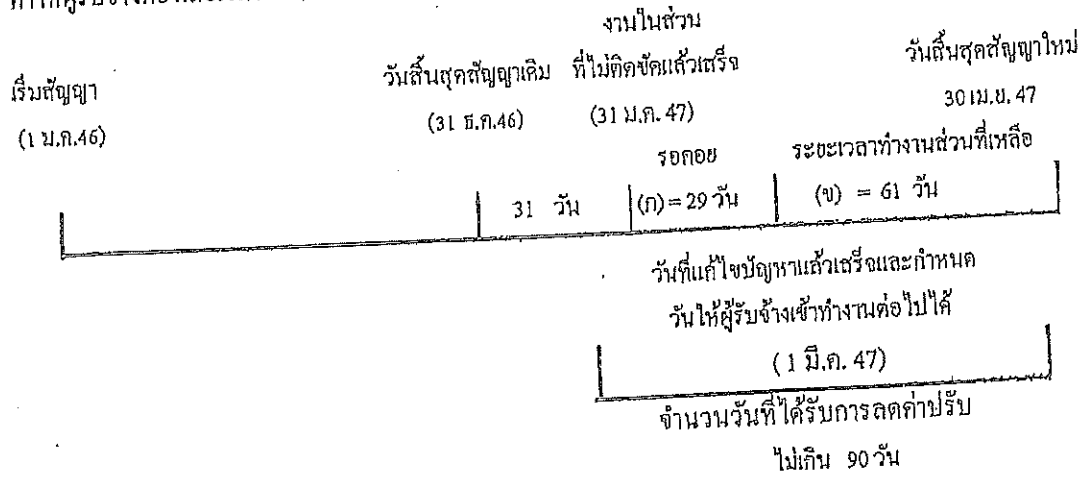 งานในส่วน
เริ่มสัญญา วันสิ้นสุดสัญญาเดิม ที่ไม่ติดขัดแล้วเสร็จ วันสิ้นสุดสัญญาใหม่
(1 ม.ค.46) (31 ธ.ค.46) (31 ม.ค. 47) 30 เม.ย. 47
รอคอย ระยะเวลาทำงานส่วนที่เหลือ
31 วัน (ก) = 29 วัน (ข) = 61 วัน
วันที่แก้ไขปัญหาแล้วเสร็จและกำหนด
วันให้ผู้รับจ้างเข้าทำงานต่อไปได้
(1 มี.ค. 47)
จำนวนวันที่ได้รับการลดค่าปรับ
ไม่เกิน 90 วัน